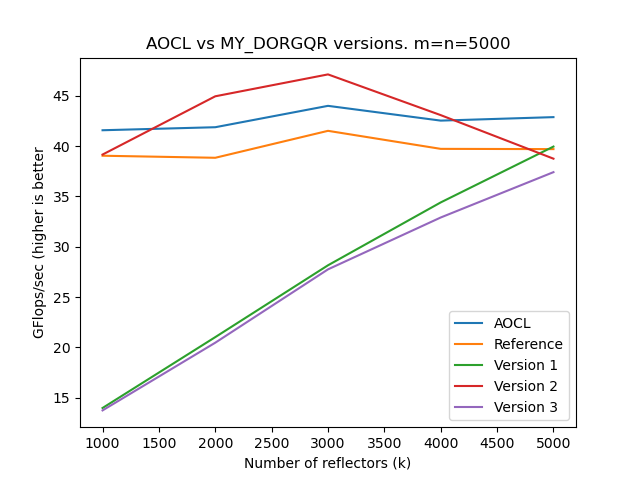 AOCL vs MY_DORGQR versions. m=n=5000
GFlops/sec (higher is better
45
40
35
30
25
20
15
AOCL
Reference
Version 1
Version 2
Version 3
1000 1500 2000 2500 3000 3500 4000 4500 5000
Number of reflectors (k)